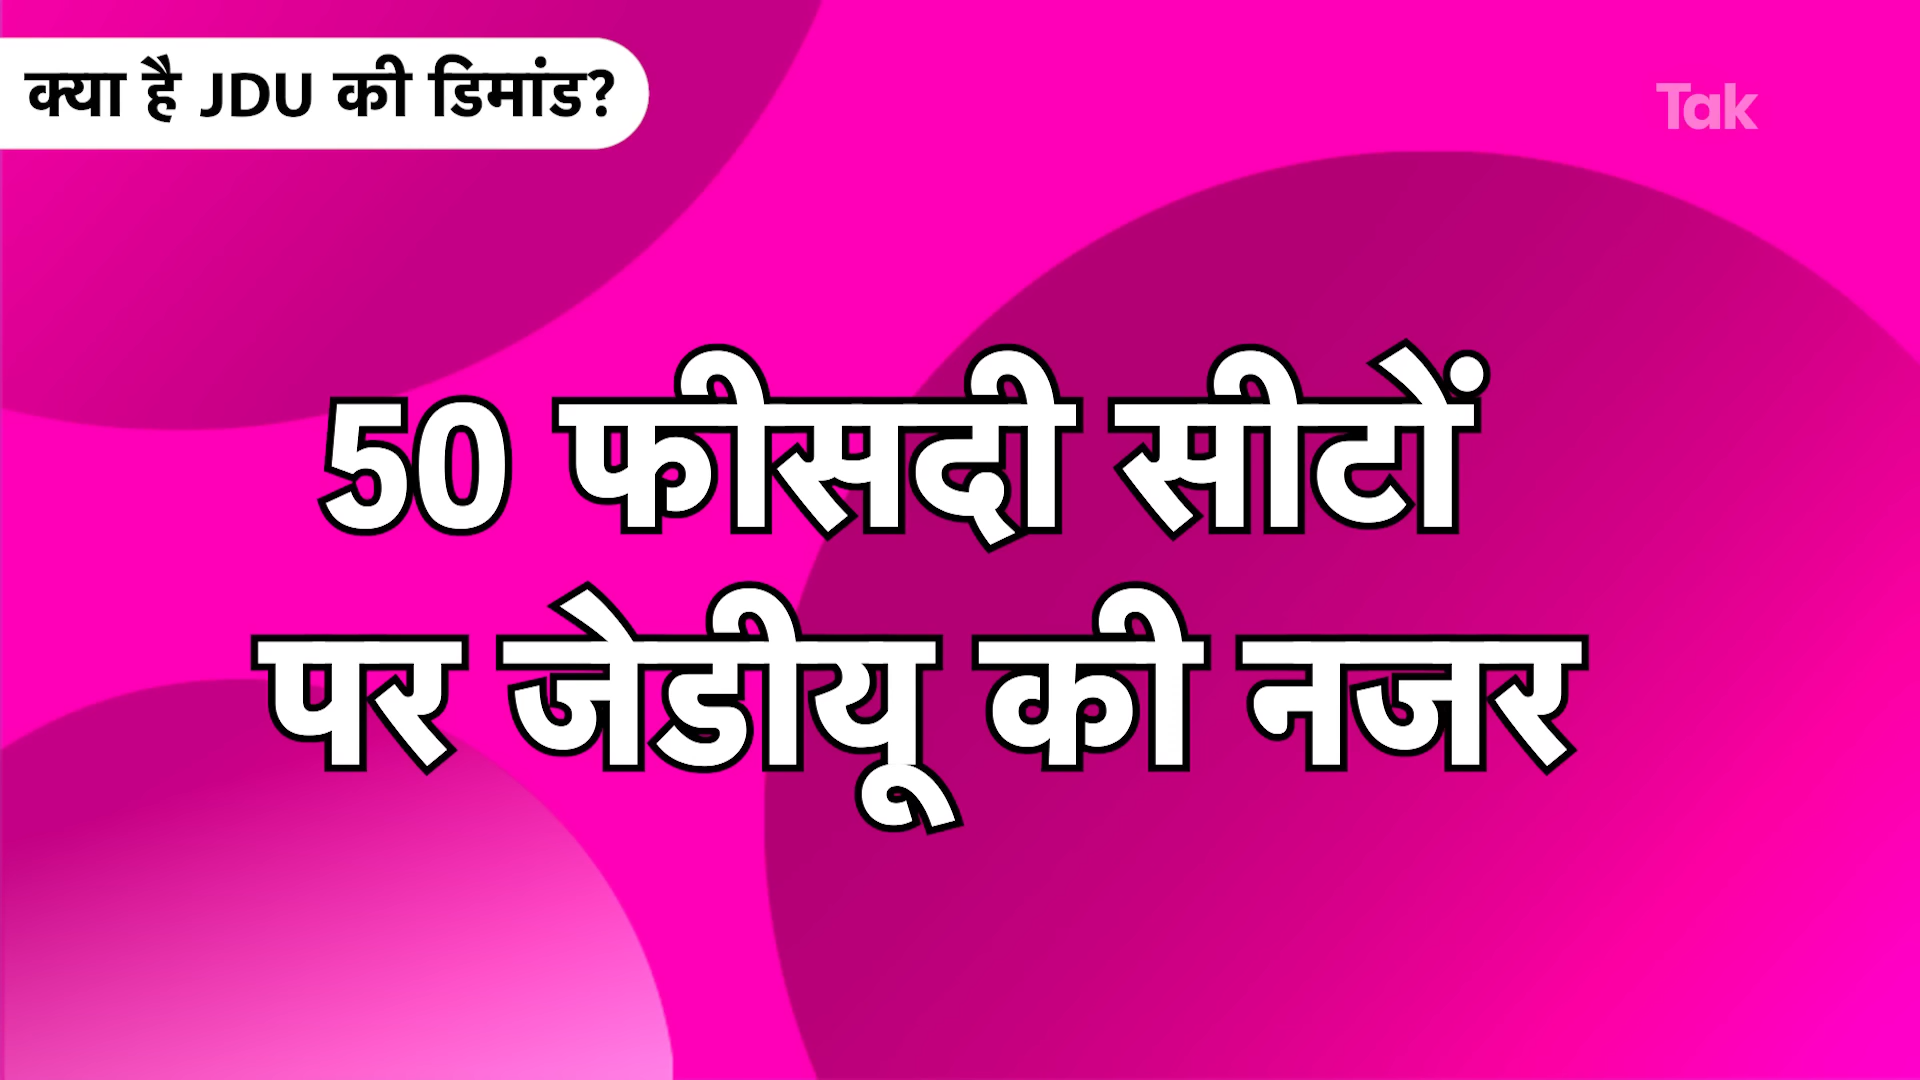 क्या है JDU की डिमांड?
Tak
50 फीसदी सीटों
पर जेडीयू की नजर